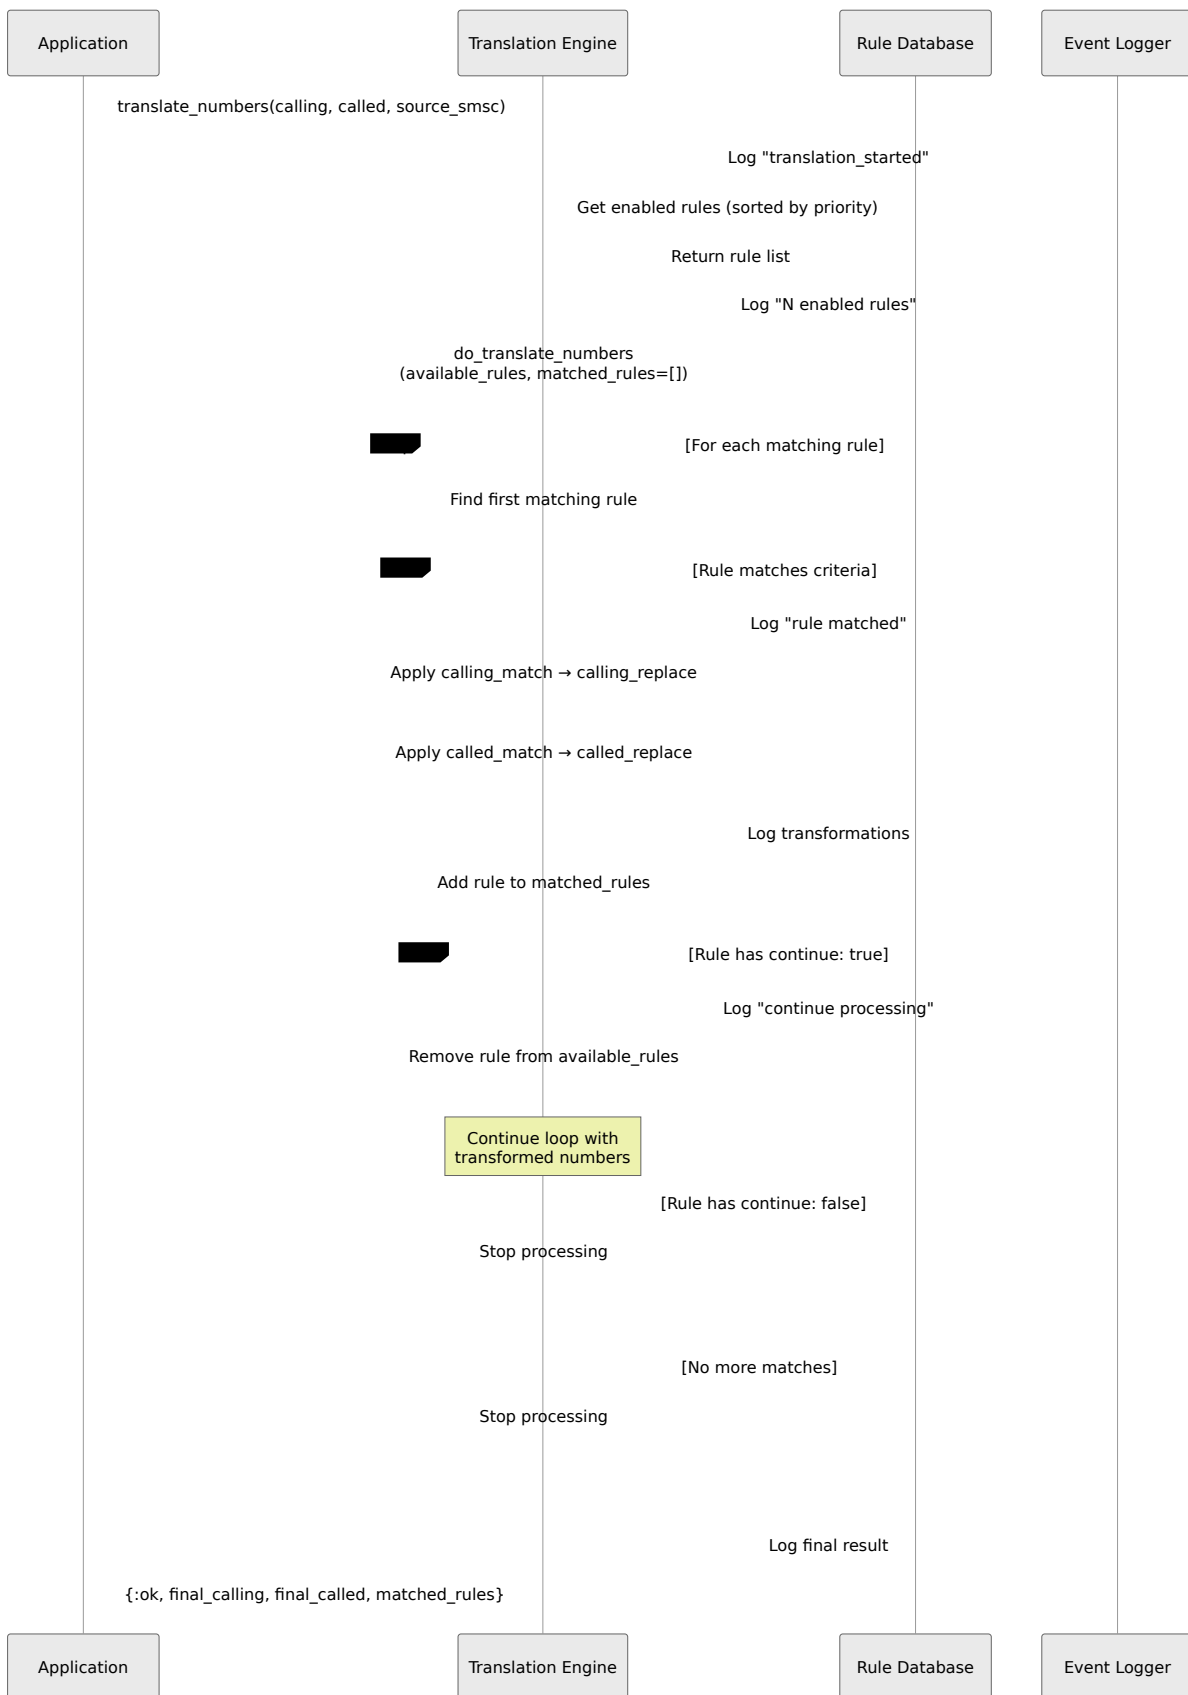 Application
Translation Engine
Rule Database
Event Logger
translate_numbers(calling, called, source_smsc)
Log "translation_started"
Get enabled rules (sorted by priority)
Return rule list
Log "N enabled rules"
do_translate_numbers
(available_rules, matched_rules=[])
[For each matching rule]
Find first matching rule
[Rule matches criteria]
Log "rule matched"
Apply calling_match → calling_replace
Apply called_match → called_replace
Log transformations
Add rule to matched_rules
[Rule has continue: true]
Log "continue processing"
Remove rule from available_rules
Continue loop with
transformed numbers
[Rule has continue: false]
Stop processing
[No more matches]
Stop processing
Log final result
{:ok, final_calling, final_called, matched_rules}
Application
Translation Engine
Rule Database
Event Logger